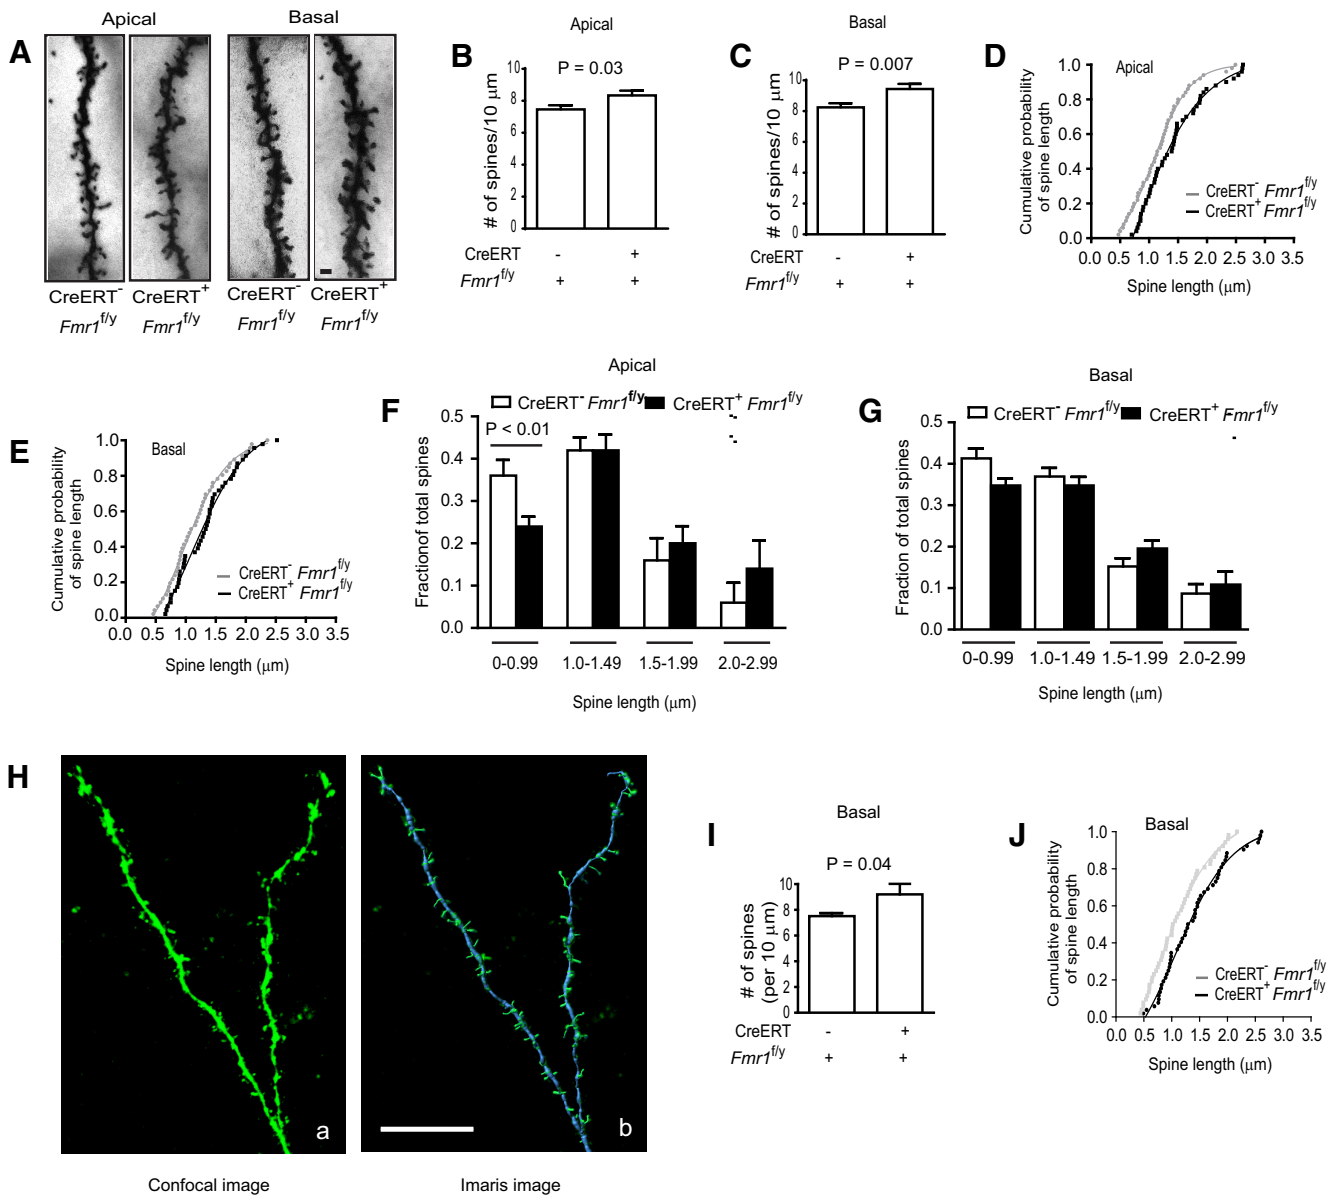 Apical
Basal
A
CreERT⁻
CreERT⁺
CreERT⁻
CreERT⁺
Fmr1f/y
Fmr1f/y
Fmr1f/y
Fmr1f/y
B
Apical
P = 0.03
# of spines/10 μm
10
8
6
4
2
0
CreERT - +
Fmr1f/y + +
C
Basal
P = 0.007
# of spines/10 μm
10
8
6
4
2
0
CreERT - +
Fmr1f/y + +
D
Apical
Cumulative probability
of spine length
1.0
0.8
0.6
0.4
0.2
0.0
CreERT⁻ Fmr1f/y
CreERT⁺ Fmr1f/y
0.0 0.5 1.0 1.5 2.0 2.5 3.0 3.5
Spine length (μm)
E
Basal
Cumulative probability
of spine length
1.0
0.8
0.6
0.4
0.2
0.0
CreERT⁻ Fmr1f/y
CreERT⁺ Fmr1f/y
0.0 0.5 1.0 1.5 2.0 2.5 3.0 3.5
Spine length (μm)
F
Apical
CreERT⁻ Fmr1f/y CreERT⁺ Fmr1f/y
P < 0.01
Fractionof total spines
0.5
0.4
0.3
0.2
0.1
0.0
0-0.99 1.0-1.49 1.5-1.99 2.0-2.99
Spine length (μm)
G
Basal
CreERT⁻ Fmr1f/y CreERT⁺ Fmr1f/y
Fraction of total spines
0.5
0.4
0.3
0.2
0.1
0.0
0-0.99 1.0-1.49 1.5-1.99 2.0-2.99
Spine length (μm)
H
a
b
Confocal image
Imaris image
I
Basal
P = 0.04
# of spines
(per 10 μm)
10
8
6
4
2
0
CreERT - +
Fmr1f/y + +
J
Basal
Cumulative probability
of spine length
1.0
0.8
0.6
0.4
0.2
0.0
CreERT⁻ Fmr1f/y
CreERT⁺ Fmr1f/y
0.0 0.5 1.0 1.5 2.0 2.5 3.0 3.5
Spine length (μm)